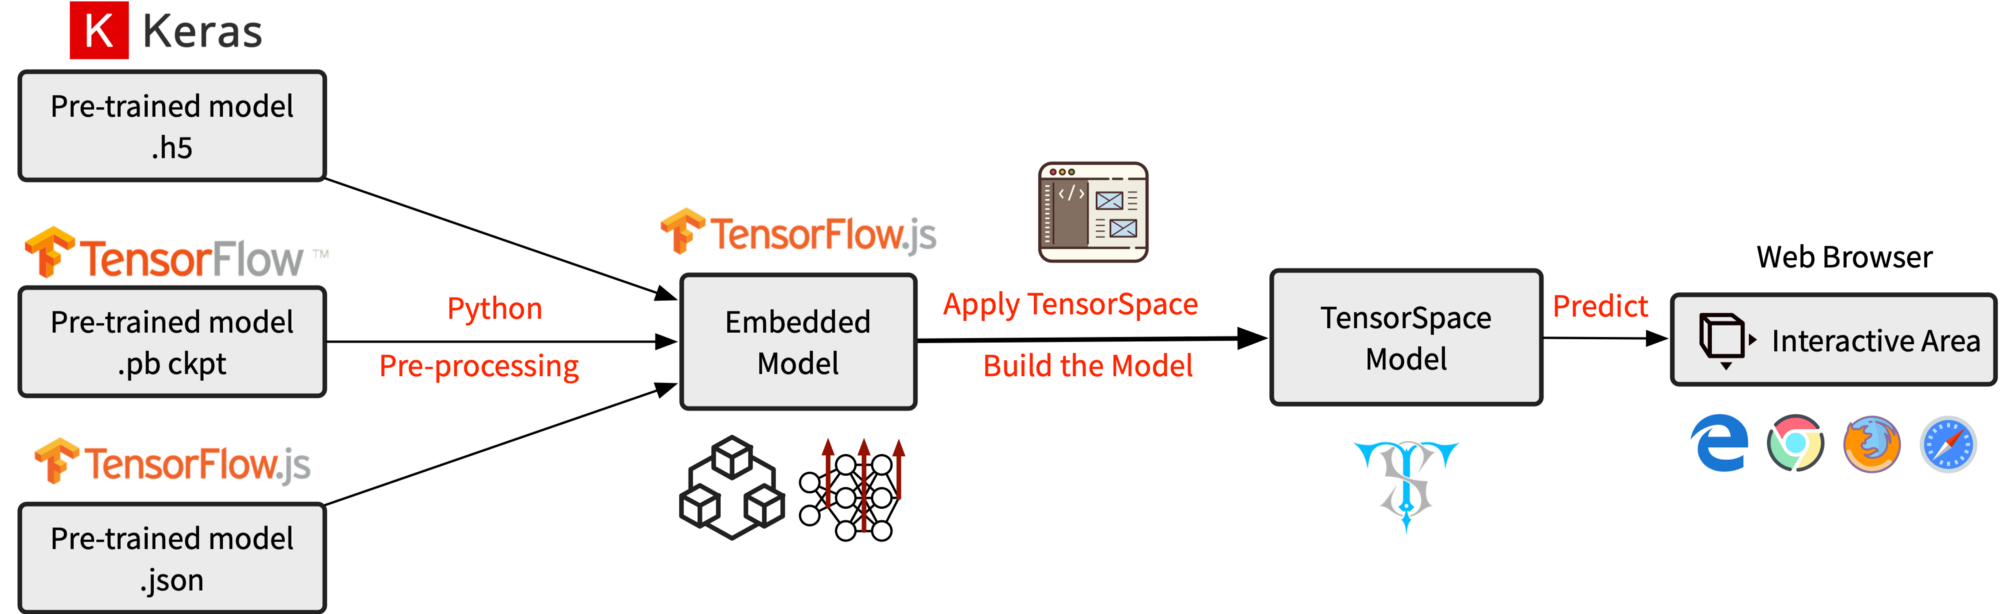 K Keras
Pre-trained model
.h5
TensorFlow ™
Pre-trained model
.pb ckpt
TensorFlow.js
Pre-trained model
.json
Python
Pre-processing
TensorFlow.js
Embedded
Model
</>
Apply TensorSpace
Build the Model
TensorSpace
Model
Predict
Web Browser
Interactive Area